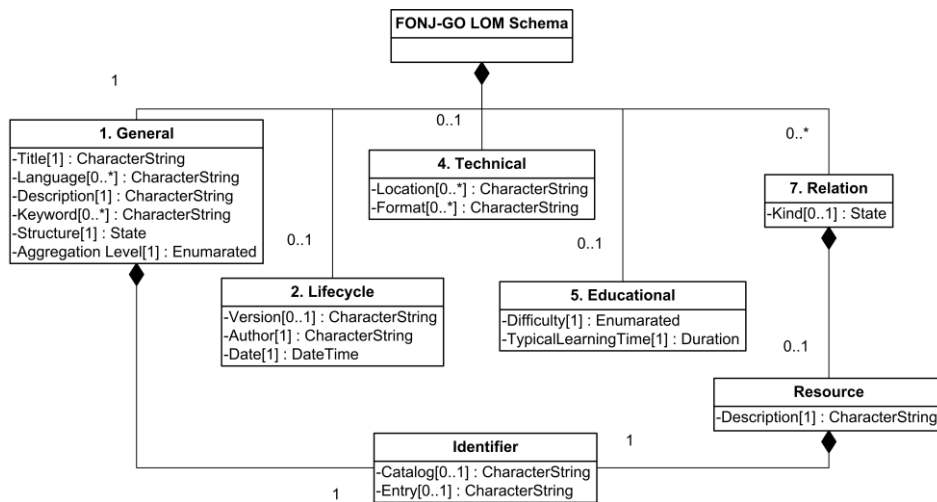 FONJ-GO LOM Schema
1
0..1
0..*
1. General
-Title[1] : CharacterString
-Language[0..*] : CharacterString
-Description[1] : CharacterString
-Keyword[0..*] : CharacterString
-Structure[1] : State
-Aggregation Level[1] : Enumarated
4. Technical
-Location[0..*] : CharacterString
-Format[0..*] : CharacterString
7. Relation
-Kind[0..1] : State
0..1
0..1
2. Lifecycle
-Version[0..1] : CharacterString
-Author[1] : CharacterString
-Date[1] : DateTime
5. Educational
-Difficulty[1] : Enumarated
-TypicalLearningTime[1] : Duration
0..1
Resource
-Description[1] : CharacterString
Identifier
-Catalog[0..1] : CharacterString
-Entry[0..1] : CharacterString
1
1